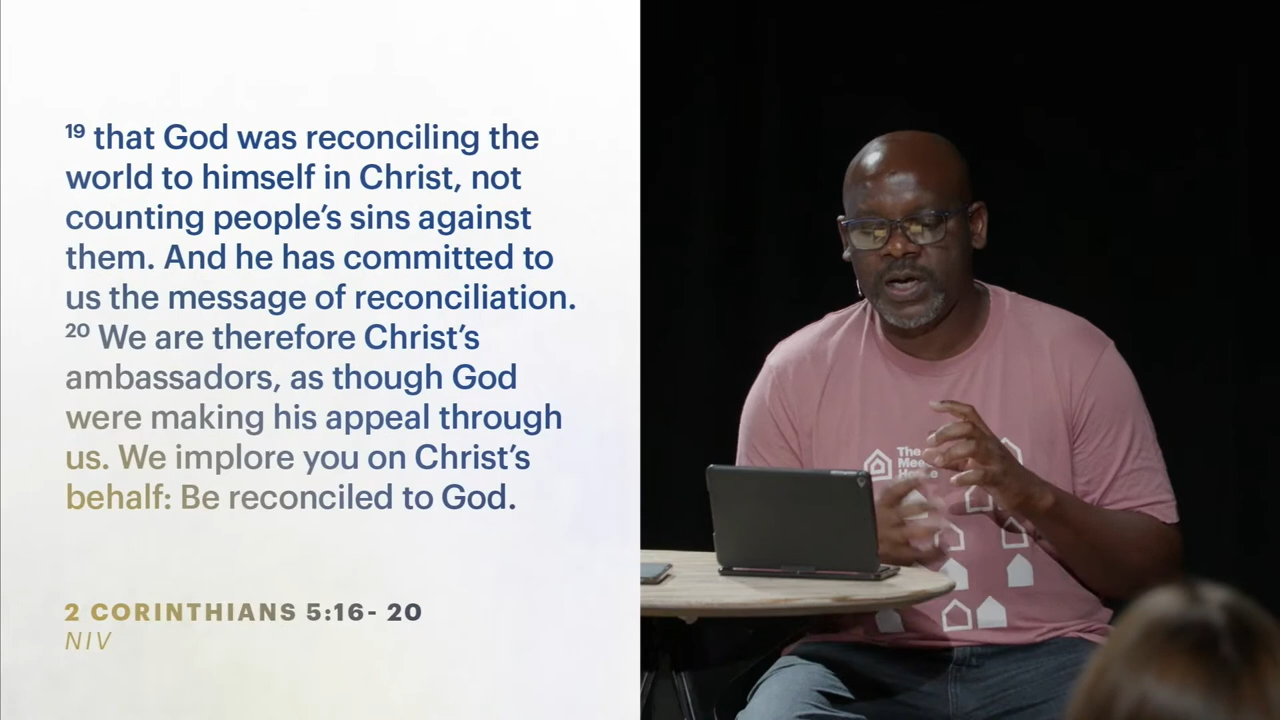 ¹⁹ that God was reconciling the
world to himself in Christ, not
counting people’s sins against
them. And he has committed to
us the message of reconciliation.
²⁰ We are therefore Christ’s
ambassadors, as though God
were making his appeal through
us. We implore you on Christ’s
behalf: Be reconciled to God.
2 CORINTHIANS 5:16- 20
NIV
The